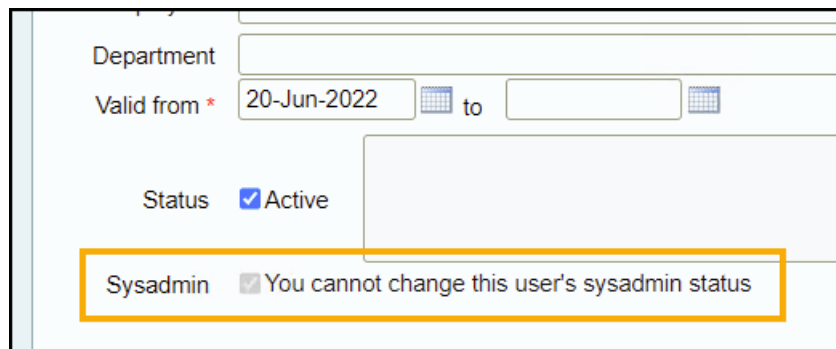 Department
Valid from * 20-Jun-2022 to
Status Active
Sysadmin You cannot change this user's sysadmin status